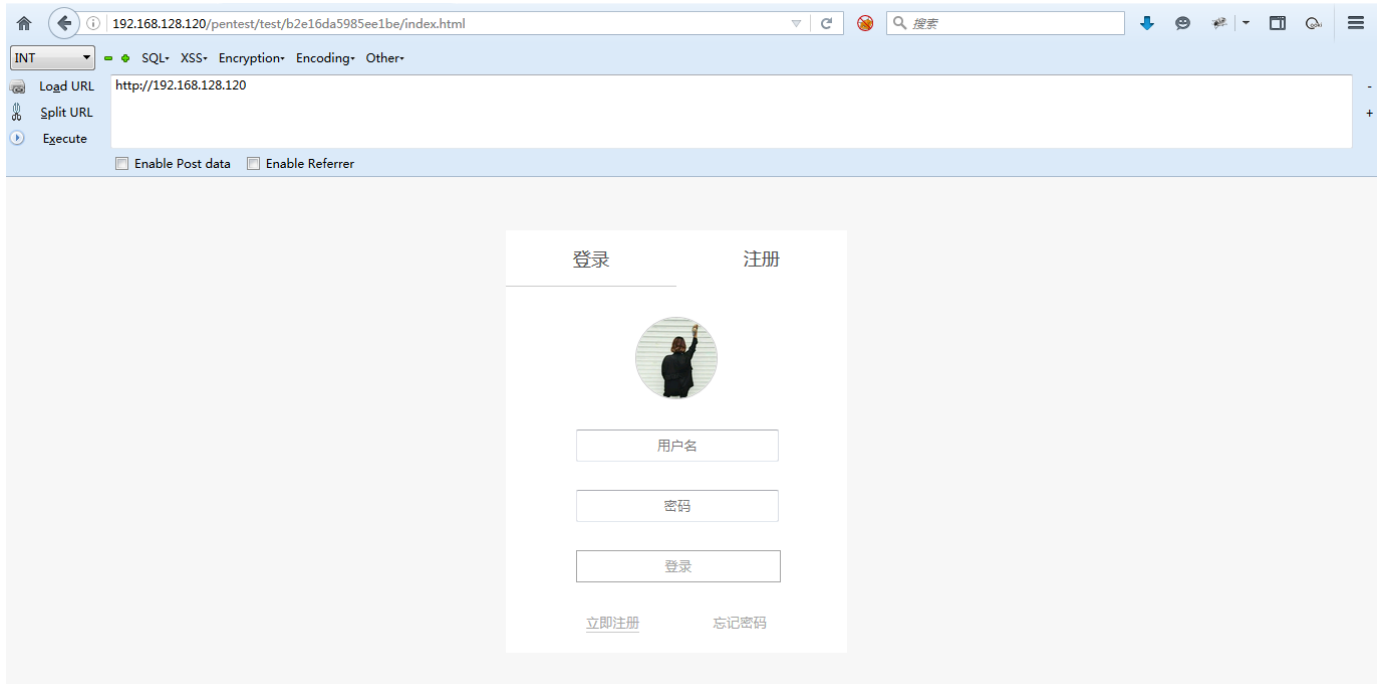 192.168.128.120/pentest/test/b2e16da5985ee1be/index.html
搜索
INT SQL XSS Encryption Encoding Other
Load URL http://192.168.128.120
Split URL
Execute
Enable Post data Enable Referrer
登录 注册
用户名
密码
登录
立即注册 忘记密码